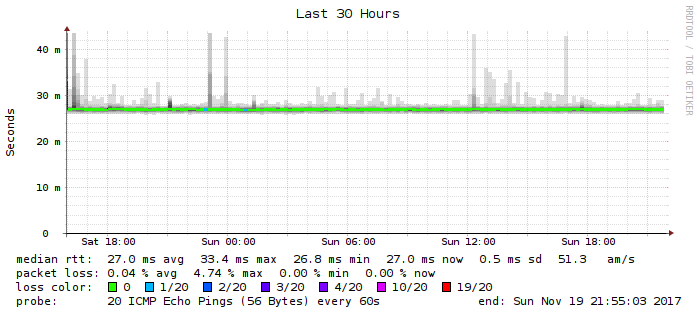 Last 30 Hours
RRDTOOL / TOBI OETIKER
Seconds
40 m
30 m
20 m
10 m
0
Sat 18:00 Sun 00:00 Sun 06:00 Sun 12:00 Sun 18:00
median rtt: 27.0 ms avg 33.4 ms max 26.8 ms min 27.0 ms now 0.5 ms sd 51.3 am/s
packet loss: 0.04 % avg 4.74 % max 0.00 % min 0.00 % now
loss color: 0 1/20 2/20 3/20 4/20 10/20 19/20
probe: 20 ICMP Echo Pings (56 Bytes) every 60s end: Sun Nov 19 21:55:03 2017